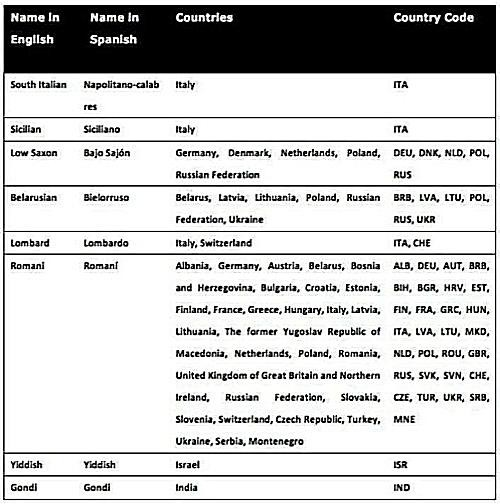 Name in English Name in Spanish Countries Country Code
South Italian Napolitano-calab Italy ITA
res
Sicilian Siciliano Italy ITA
Low Saxon Bajo Sajón Germany, Denmark, Netherlands, Poland, DEU, DNK, NLD, POL,
Russian Federation RUS
Belarusian Bielorruso Belarus, Latvia, Lithuania, Poland, Russian BRB, LVA, LTU, POL,
Federation, Ukraine RUS, UKR
Lombard Lombardo Italy, Switzerland ITA, CHE
Romani Romaní Albania, Germany, Austria, Belarus, Bosnia ALB, DEU, AUT, BRB,
and Herzegovina, Bulgaria, Croatia, Estonia, BIH, BGR, HRV, EST,
Finland, France, Greece, Hungary, Italy, Latvia, FIN, FRA, GRC, HUN,
Lithuania, The former Yugoslav Republic of ITA, LVA, LTU, MKD,
Macedonia, Netherlands, Poland, Romania, NLD, POL, ROU, GBR,
United Kingdom of Great Britain and Northern RUS, SVK, SVN, CHE,
Ireland, Russian Federation, Slovakia, CZE, TUR, UKR, SRB,
Slovenia, Switzerland, Czech Republic, Turkey, MNE
Ukraine, Serbia, Montenegro
Yiddish Yiddish Israel ISR
Gondi Gondi India IND